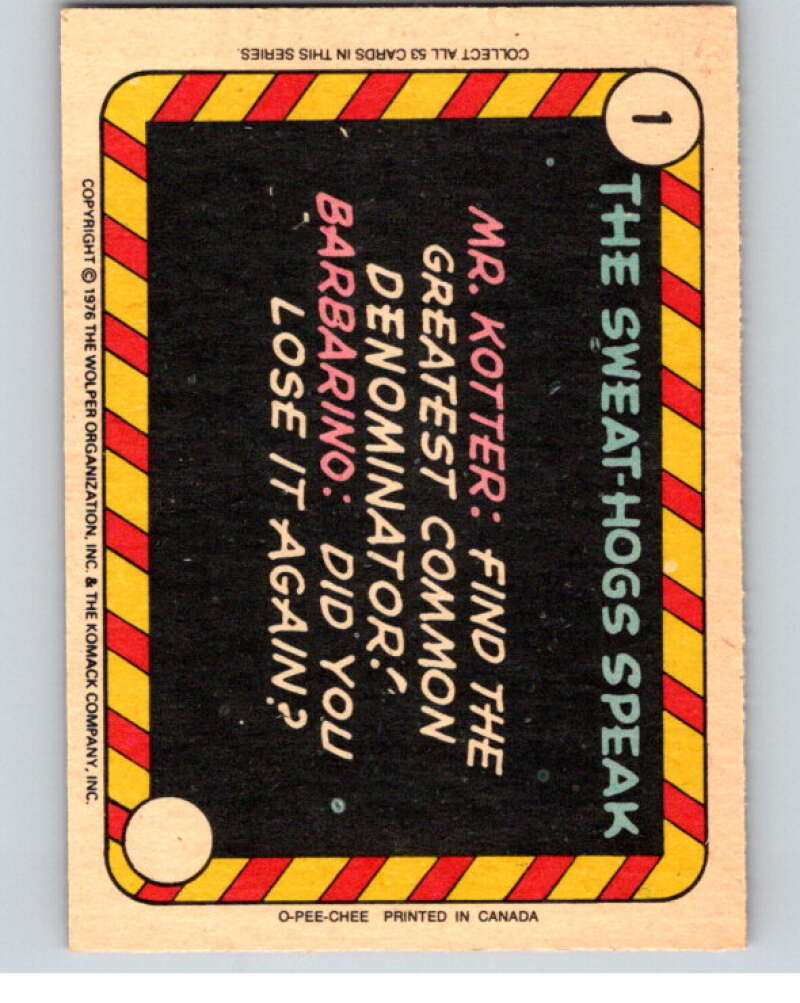 COLLECT ALL 53 CARDS IN THIS SERIES.
1
THE SWEAT-HOGS SPEAK
MR. KOTTER: FIND THE
GREATEST COMMON
DENOMINATOR!
BARBARINO: DID YOU
LOSE IT AGAIN?
COPYRIGHT © 1976 THE WOLPER ORGANIZATION, INC. & THE KOMACK COMPANY, INC.
O-PEE-CHEE PRINTED IN CANADA